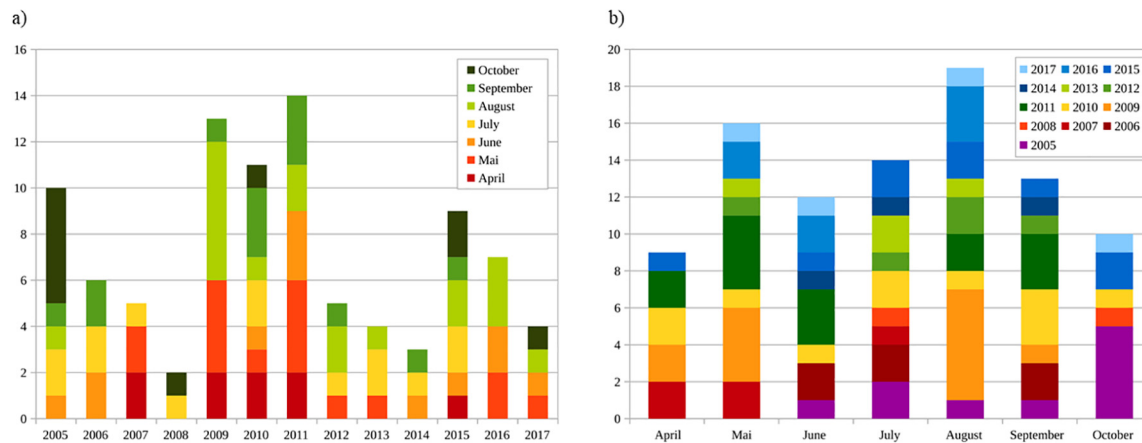 a)
16
14
12
10
8
6
4
2
0
October
September
August
July
June
Mai
April
2005 2006 2007 2008 2009 2010 2011 2012 2013 2014 2015 2016 2017
b)
20
18
16
14
12
10
8
6
4
2
0
2017 2016 2015
2014 2013 2012
2011 2010 2009
2008 2007 2006
2005
April Mai June July August September October